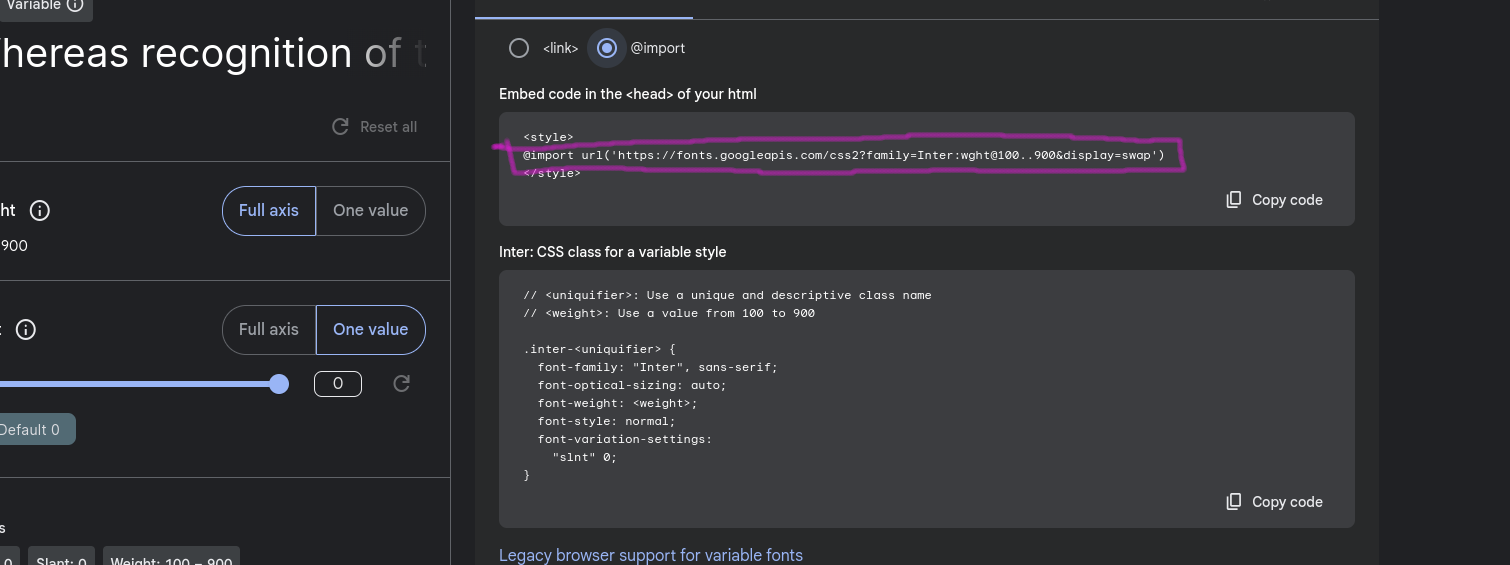 Variable
hereas recognition of t
Reset all
ht
Full axis
One value
900
Full axis
One value
0
Default 0
s
0
Slant: 0
Weight: 100 – 900
<link>
@import
Embed code in the <head> of your html
<style>
@import url('https://fonts.googleapis.com/css2?family=Inter:wght@100..900&display=swap')
</style>
Copy code
Inter: CSS class for a variable style
// <uniquifier>: Use a unique and descriptive class name
// <weight>: Use a value from 100 to 900
.inter-<uniquifier> {
font-family: "Inter", sans-serif;
font-optical-sizing: auto;
font-weight: <weight>;
font-style: normal;
font-variation-settings:
"slnt" 0;
}
Copy code
Legacy browser support for variable fonts